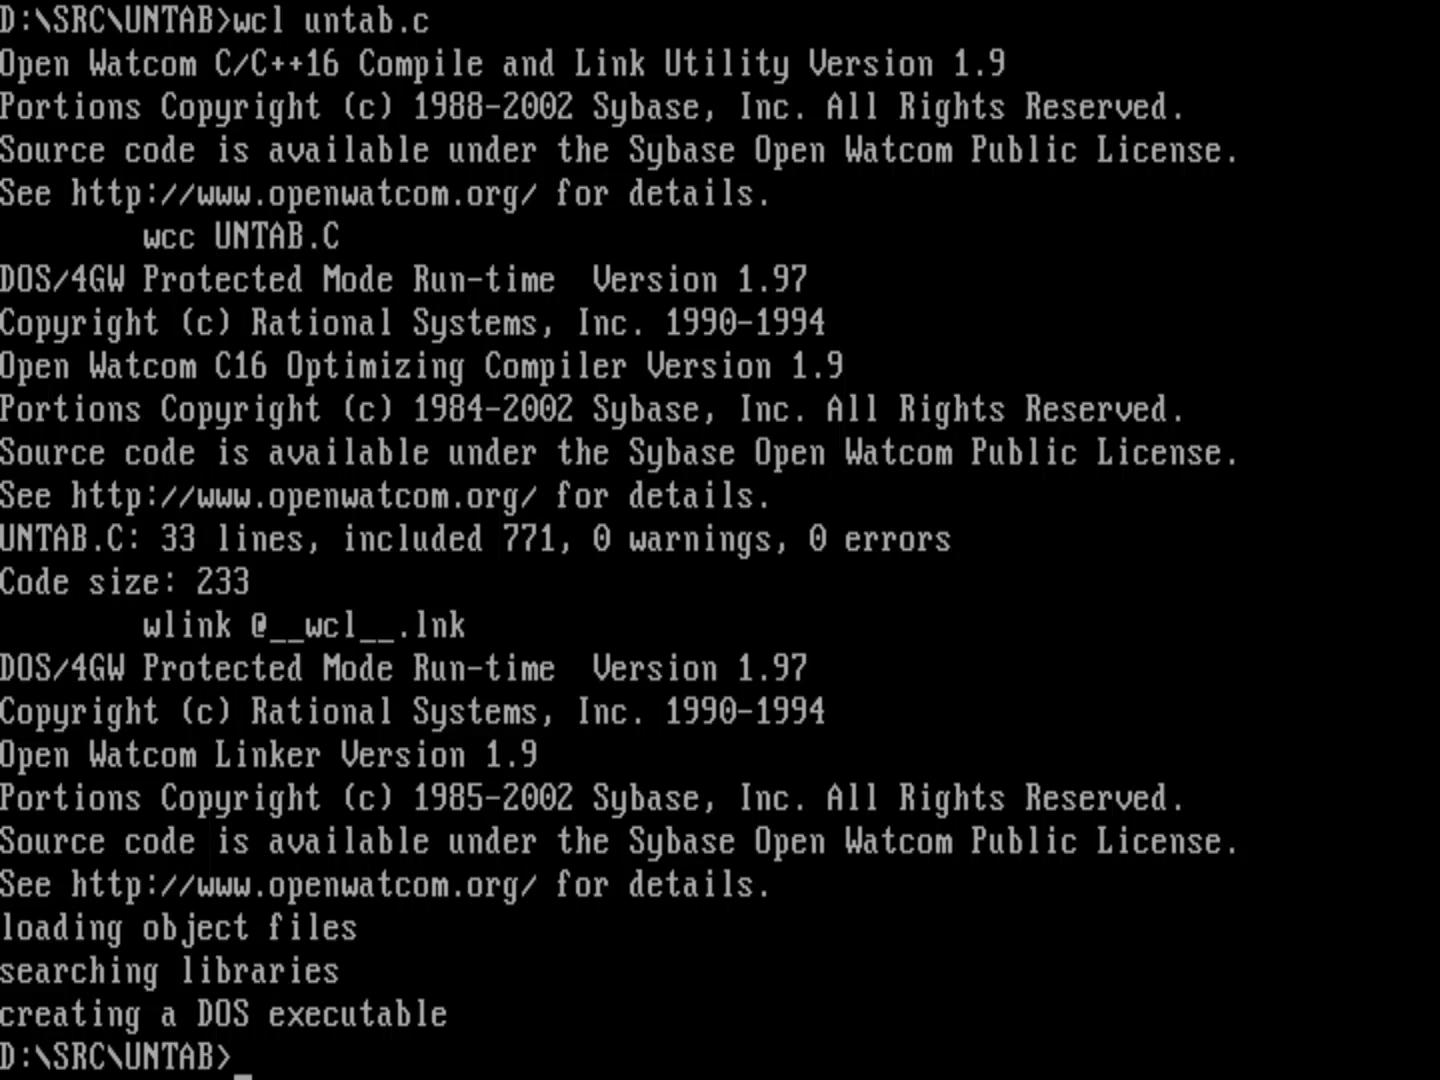 D:\SRC\UNTAB>wcl untab.c
Open Watcom C/C++16 Compile and Link Utility Version 1.9
Portions Copyright (c) 1988-2002 Sybase, Inc. All Rights Reserved.
Source code is available under the Sybase Open Watcom Public License.
See http://www.openwatcom.org/ for details.
        wcc UNTAB.C
DOS/4GW Protected Mode Run-time  Version 1.97
Copyright (c) Rational Systems, Inc. 1990-1994
Open Watcom C16 Optimizing Compiler Version 1.9
Portions Copyright (c) 1984-2002 Sybase, Inc. All Rights Reserved.
Source code is available under the Sybase Open Watcom Public License.
See http://www.openwatcom.org/ for details.
UNTAB.C: 33 lines, included 771, 0 warnings, 0 errors
Code size: 233
        wlink @__wcl__.lnk
DOS/4GW Protected Mode Run-time  Version 1.97
Copyright (c) Rational Systems, Inc. 1990-1994
Open Watcom Linker Version 1.9
Portions Copyright (c) 1985-2002 Sybase, Inc. All Rights Reserved.
Source code is available under the Sybase Open Watcom Public License.
See http://www.openwatcom.org/ for details.
loading object files
searching libraries
creating a DOS executable
D:\SRC\UNTAB>_